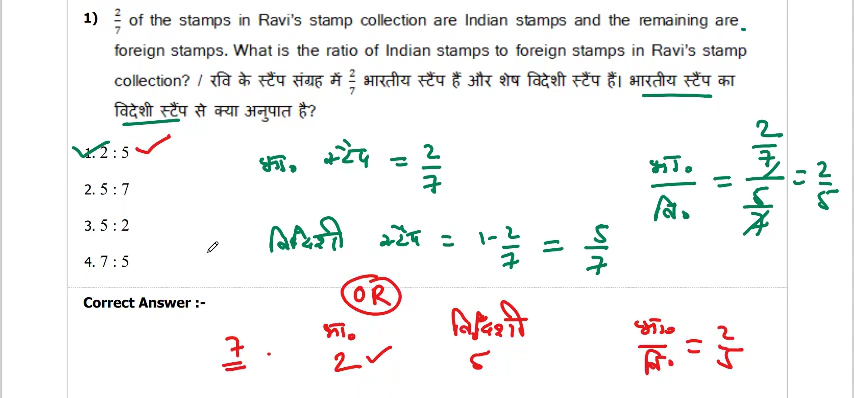 1) 2/7 of the stamps in Ravi's stamp collection are Indian stamps and the remaining are
foreign stamps. What is the ratio of Indian stamps to foreign stamps in Ravi's stamp
collection? / रवि के स्टैंप संग्रह में 2/7 भारतीय स्टैंप हैं और शेष विदेशी स्टैंप हैं। भारतीय स्टैंप का
विदेशी स्टैंप से क्या अनुपात है?
1. 2 : 5
2. 5 : 7
3. 5 : 2
4. 7 : 5
भा. स्टैप = 2/7
विदेशी स्टैप = 1-2/7 = 5/7
भा./वि. = 2/7 / 5/7 = 2/5
OR
Correct Answer :-
7 भा. 2 विदेशी 5
भा./वि. = 2/5